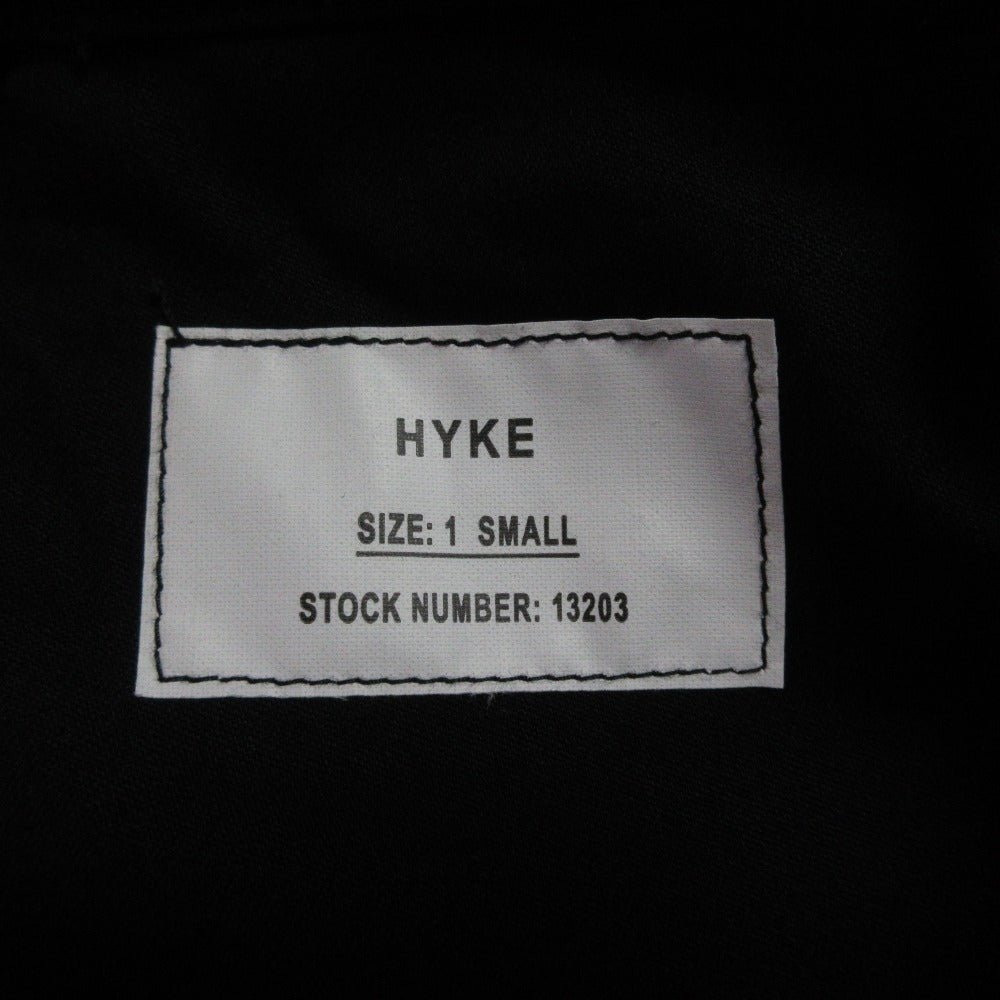 HYKE
SIZE: 1 SMALL
STOCK NUMBER: 13203